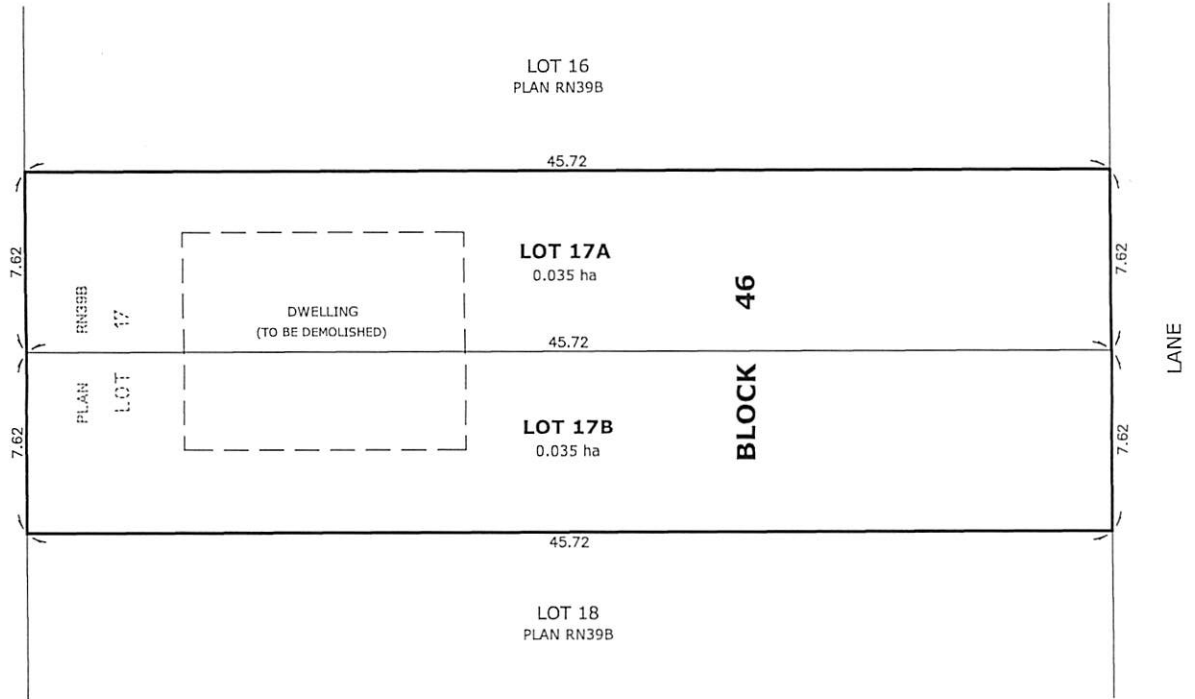 LOT 16
PLAN RN39B
45.72
7.62
LOT 17A
0.035 ha
7.62
PLAN RN39B
LOT 17
DWELLING
(TO BE DEMOLISHED)
BLOCK 46
LANE
45.72
7.62
LOT 17B
0.035 ha
7.62
45.72
LOT 18
PLAN RN39B